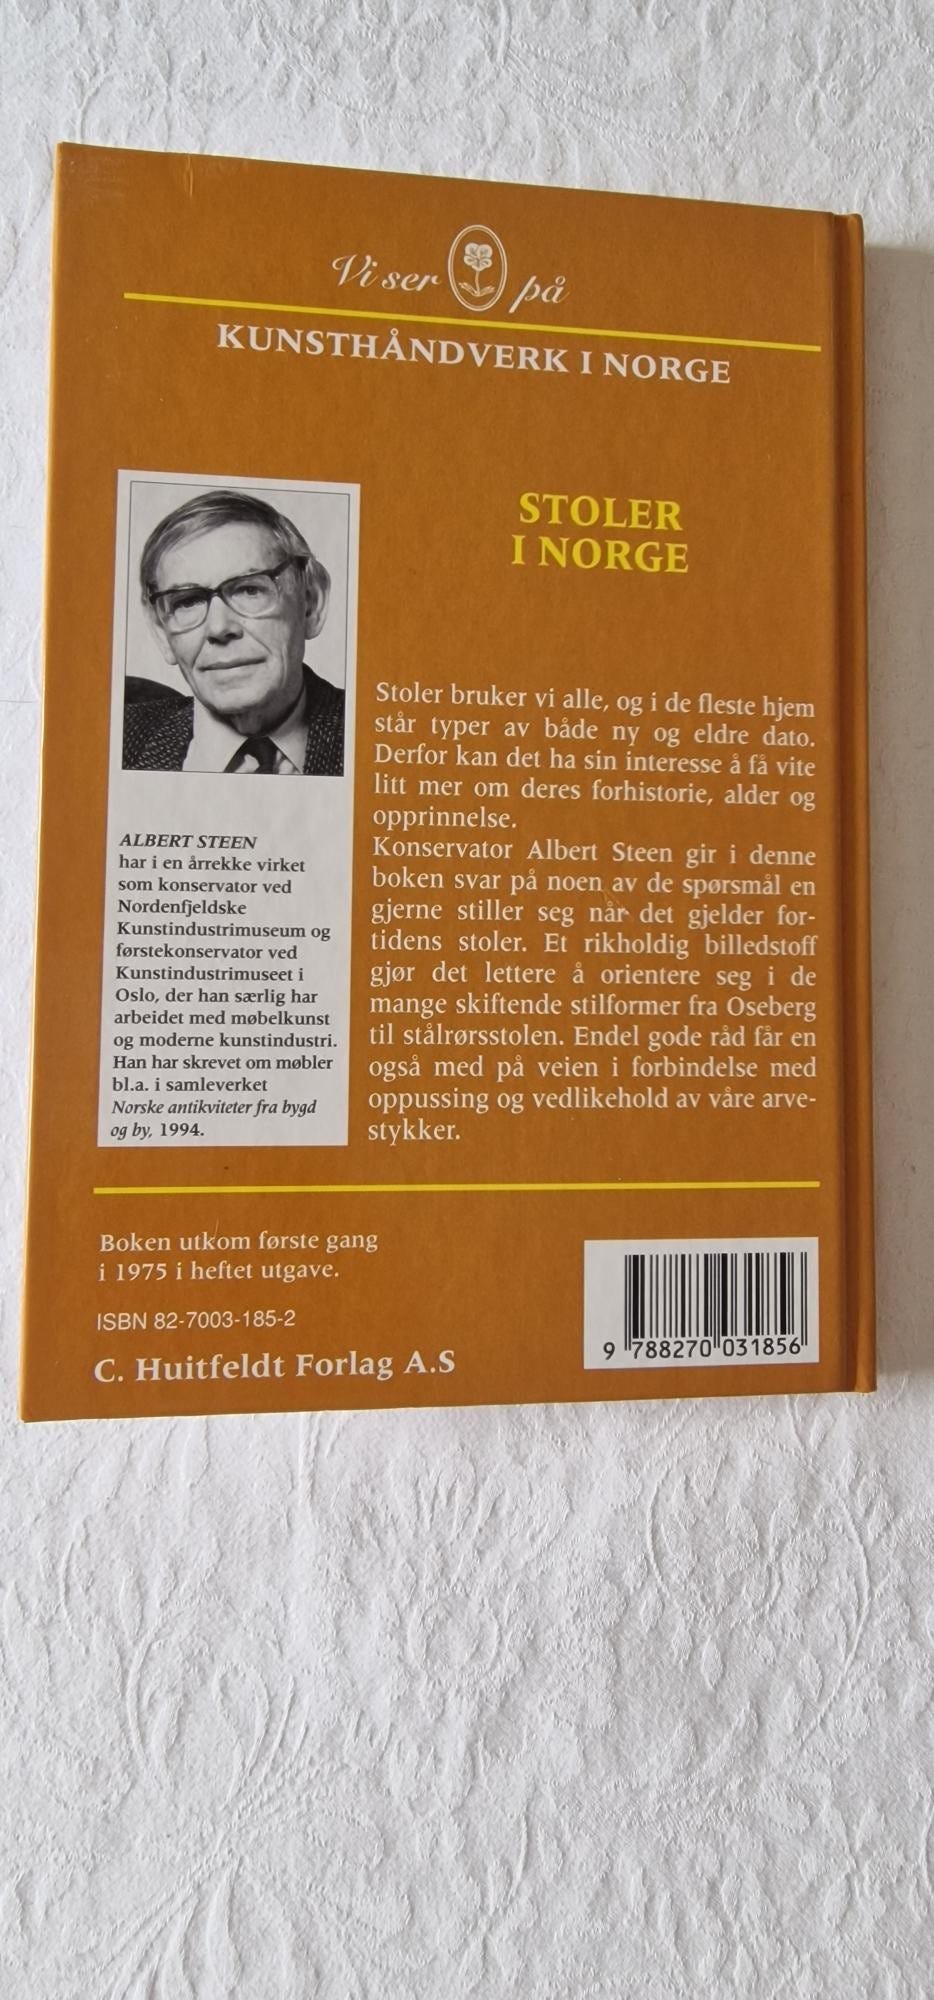 Vi ser på
KUNSTHÅNDVERK I NORGE
STOLER
I NORGE
Stoler bruker vi alle, og i de fleste hjem
står typer av både ny og eldre dato.
Derfor kan det ha sin interesse å få vite
litt mer om deres forhistorie, alder og
opprinnelse.
Konservator Albert Steen gir i denne
boken svar på noen av de spørsmål en
gjerne stiller seg når det gjelder for-
tidens stoler. Et rikholdig billedstoff
gjør det lettere å orientere seg i de
mange skiftende stilformer fra Oseberg
til stålrørsstolen. Endel gode råd får en
også med på veien i forbindelse med
oppussing og vedlikehold av våre arve-
stykker.
ALBERT STEEN
har i en årrekke virket
som konservator ved
Nordenfjeldske
Kunstindustrimuseum og
førstekonservator ved
Kunstindustrimuseet i
Oslo, der han særlig har
arbeidet med møbelkunst
og moderne kunstindustri.
Han har skrevet om møbler
bl.a. i samleverket
Norske antikviteter fra bygd
og by, 1994.
Boken utkom første gang
i 1975 i heftet utgave.
ISBN 82-7003-185-2
C. Huitfeldt Forlag A.S
9 788270 031856